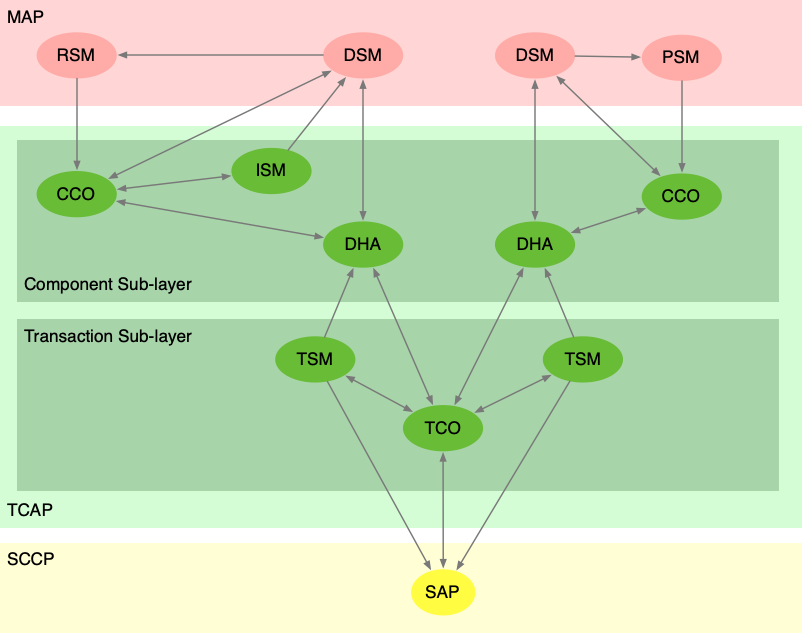 MAP
RSM
DSM
DSM
PSM
ISM
CCO
CCO
DHA
DHA
Component Sub-layer
Transaction Sub-layer
TSM
TSM
TCO
TCAP
SCCP
SAP